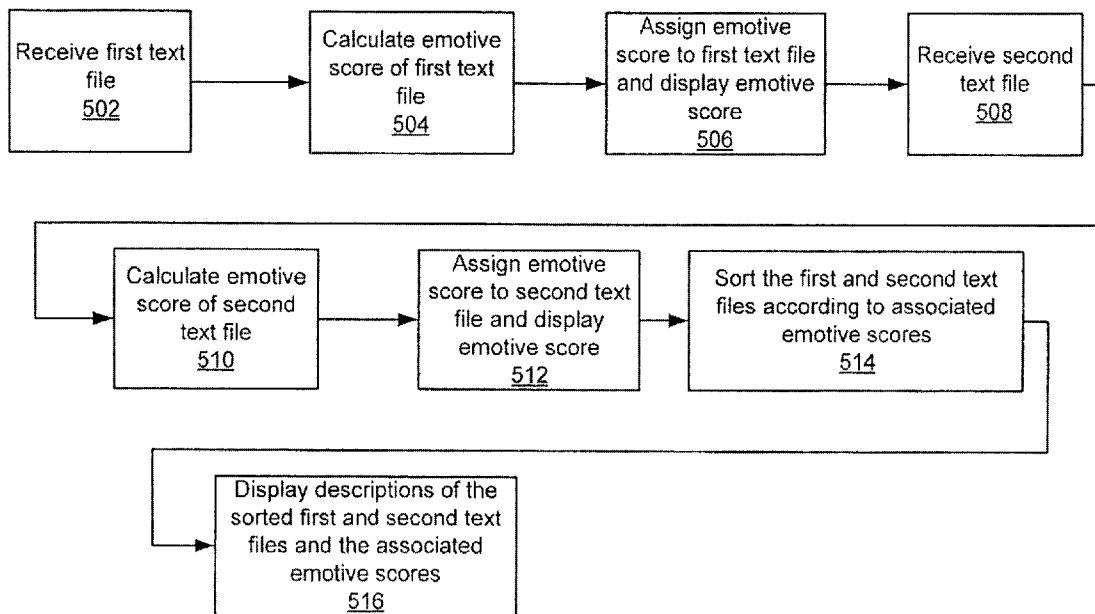 Receive first text
file
502
Calculate emotive
score of first text
file
504
Assign emotive
score to first text file
and display emotive
score
506
Receive second
text file
508
Calculate emotive
score of second
text file
510
Assign emotive
score to second text
file and display
emotive score
512
Sort the first and second text
files according to associated
emotive scores
514
Display descriptions of the
sorted first and second text
files and the associated
emotive scores
516